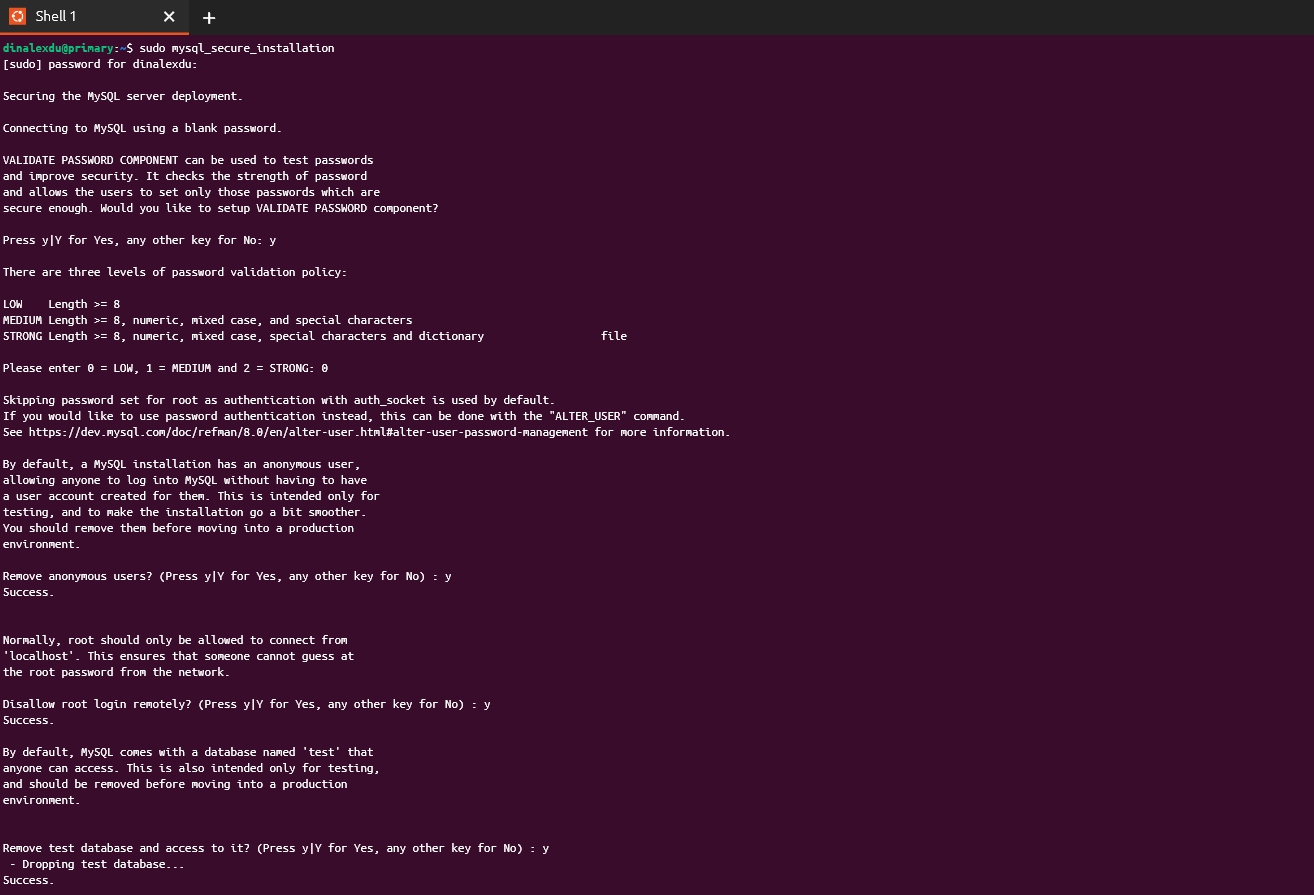 Shell 1
dinalexdu@primary:~$ sudo mysql_secure_installation
[sudo] password for dinalexdu:
Securing the MySQL server deployment.
Connecting to MySQL using a blank password.
VALIDATE PASSWORD COMPONENT can be used to test passwords
and improve security. It checks the strength of password
and allows the users to set only those passwords which are
secure enough. Would you like to setup VALIDATE PASSWORD component?
Press y|Y for Yes, any other key for No: y
There are three levels of password validation policy:
LOW    Length >= 8
MEDIUM Length >= 8, numeric, mixed case, and special characters
STRONG Length >= 8, numeric, mixed case, special characters and dictionary                  file
Please enter 0 = LOW, 1 = MEDIUM and 2 = STRONG: 0
Skipping password set for root as authentication with auth_socket is used by default.
If you would like to use password authentication instead, this can be done with the "ALTER_USER" command.
See https://dev.mysql.com/doc/refman/8.0/en/alter-user.html#alter-user-password-management for more information.
By default, a MySQL installation has an anonymous user,
allowing anyone to log into MySQL without having to have
a user account created for them. This is intended only for
testing, and to make the installation go a bit smoother.
You should remove them before moving into a production
environment.
Remove anonymous users? (Press y|Y for Yes, any other key for No) : y
Success.
Normally, root should only be allowed to connect from
'localhost'. This ensures that someone cannot guess at
the root password from the network.
Disallow root login remotely? (Press y|Y for Yes, any other key for No) : y
Success.
By default, MySQL comes with a database named 'test' that
anyone can access. This is also intended only for testing,
and should be removed before moving into a production
environment.
Remove test database and access to it? (Press y|Y for Yes, any other key for No) : y
 - Dropping test database...
Success.